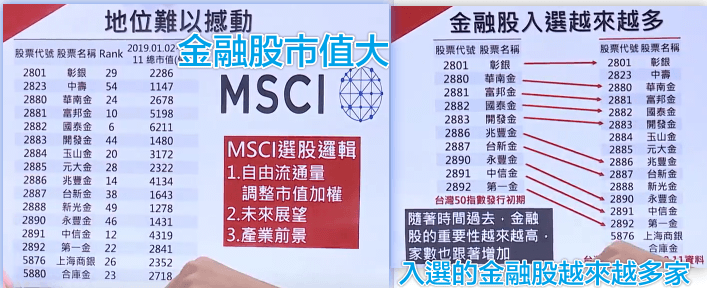 地位難以撼動
金融股市值大
股票代號 股票名稱 Rank 2019.01.02
11 總市值(
2801 彰銀 29 2286
2823 中壽 54 1147
2880 華南金 24 2678
2881 富邦金 10 5198
2882 國泰金 6 6211
2883 開發金 44 1480
2884 玉山金 20 3172
2885 元大金 28 2322
2886 兆豐金 14 4134
2887 台新金 38 1643
2888 新光金 49 1278
2890 永豐金 46 1431
2891 中信金 12 4319
2892 第一金 22 2841
5876 上海商銀 26 2352
5880 合庫金 23 2718
MSCI
MSCI選股邏輯
1.自由流通量
調整市值加權
2.未來展望
3.產業前景
金融股入選越來越多
股票代號 股票名稱
2801 彰銀
2880 華南金
2881 富邦金
2882 國泰金
2883 開發金
2886 兆豐金
2887 台新金
2890 永豐金
2891 中信金
2892 第一金
台灣50指數發行初期
隨著時間過去，金融
股的重要性越來越高，
家數也跟著增加
股票代號 股票名稱
2801 彰銀
2823 中壽
2880 華南金
2881 富邦金
2882 國泰金
2883 開發金
2884 玉山金
2885 元大金
2886 兆豐金
2887 台新金
2888 新光金
2890 永豐金
2891 中信金
2892 第一金
5876 上海商銀
合庫金
11資料
入選的金融股越來越多家